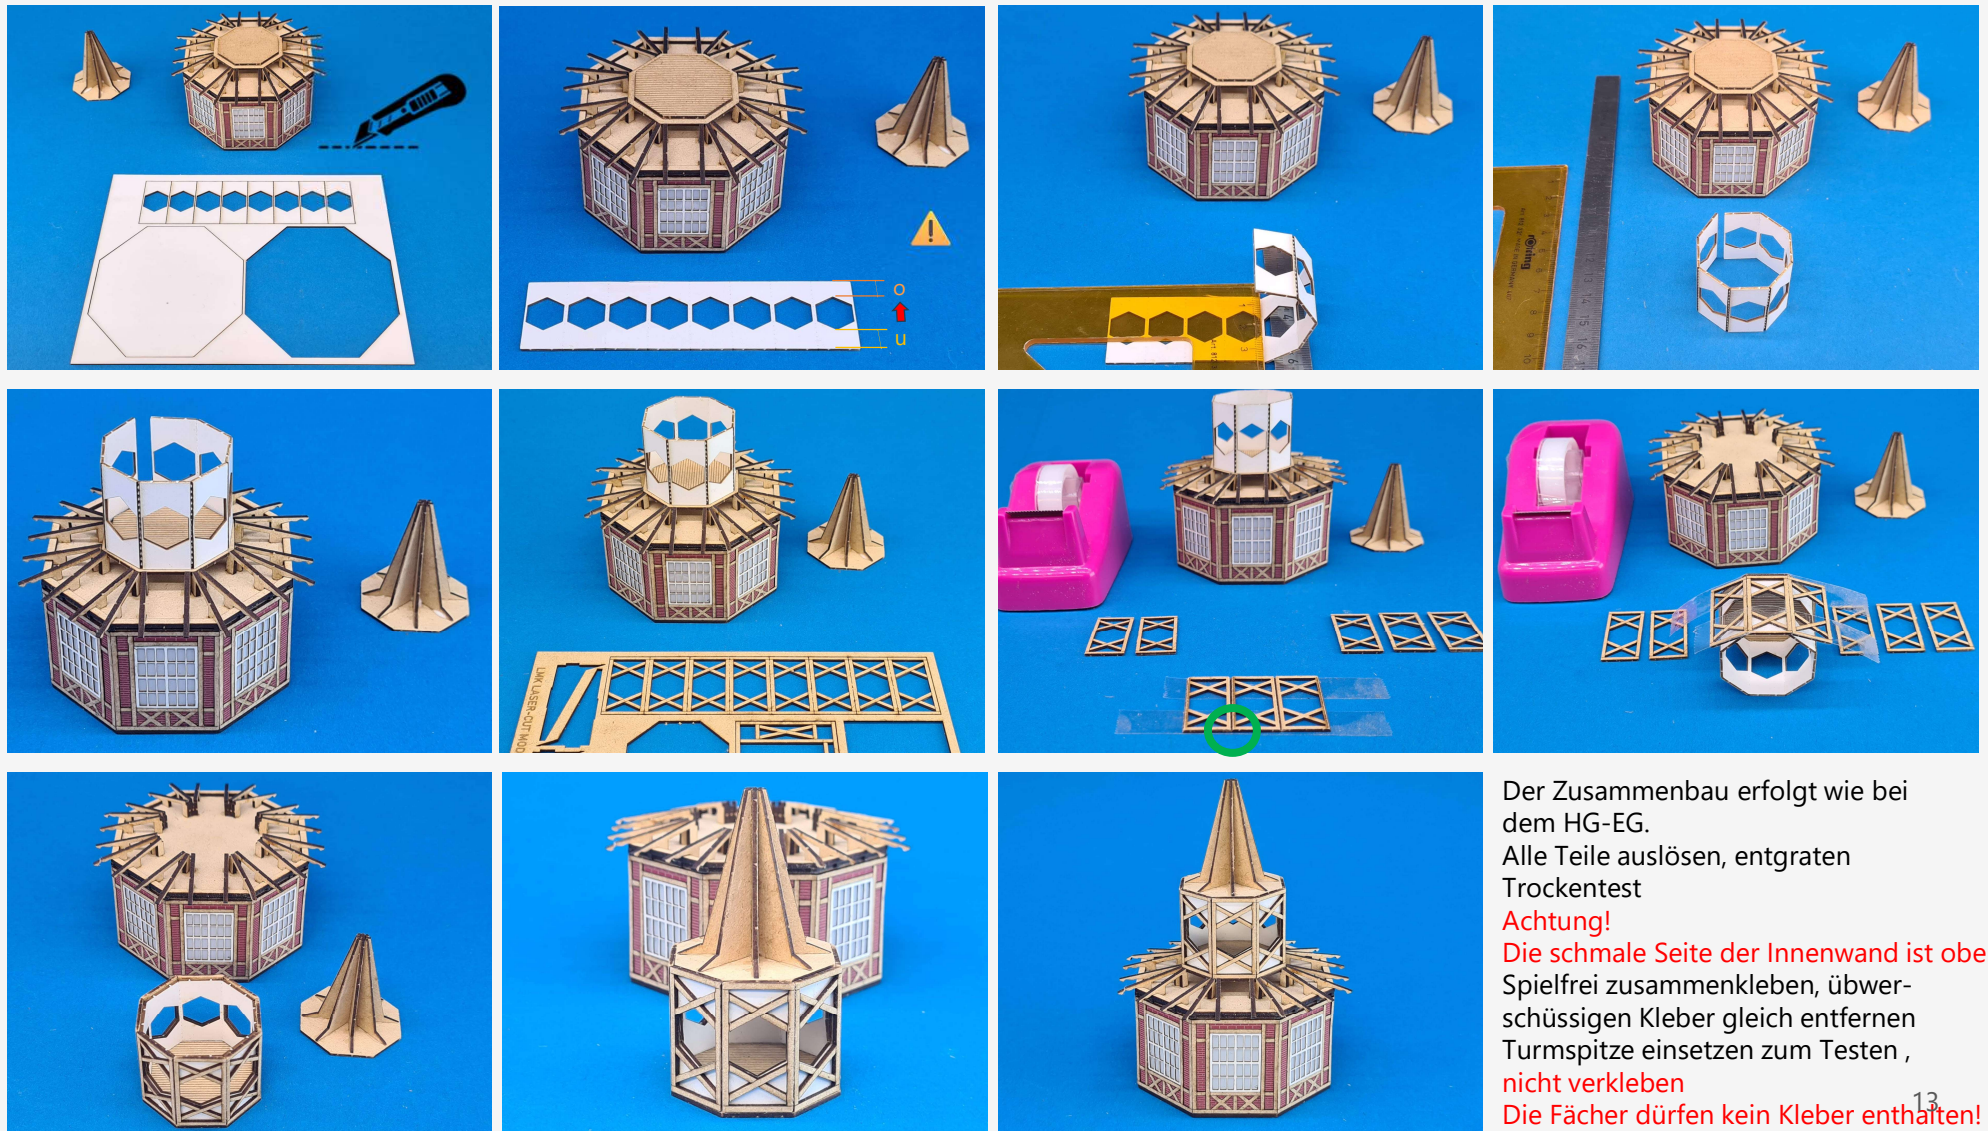 o
u
rotring
LMK LASER-CUT MOD
Der Zusammenbau erfolgt wie bei
dem HG-EG.
Alle Teile auslösen, entgraten
Trockentest
Achtung!
Die schmale Seite der Innenwand ist obe
Spielfrei zusammenkleben, übwer-
schüssigen Kleber gleich entfernen
Turmspitze einsetzen zum Testen ,
nicht verkleben
Die Fächer dürfen kein Kleber enthalten!
13